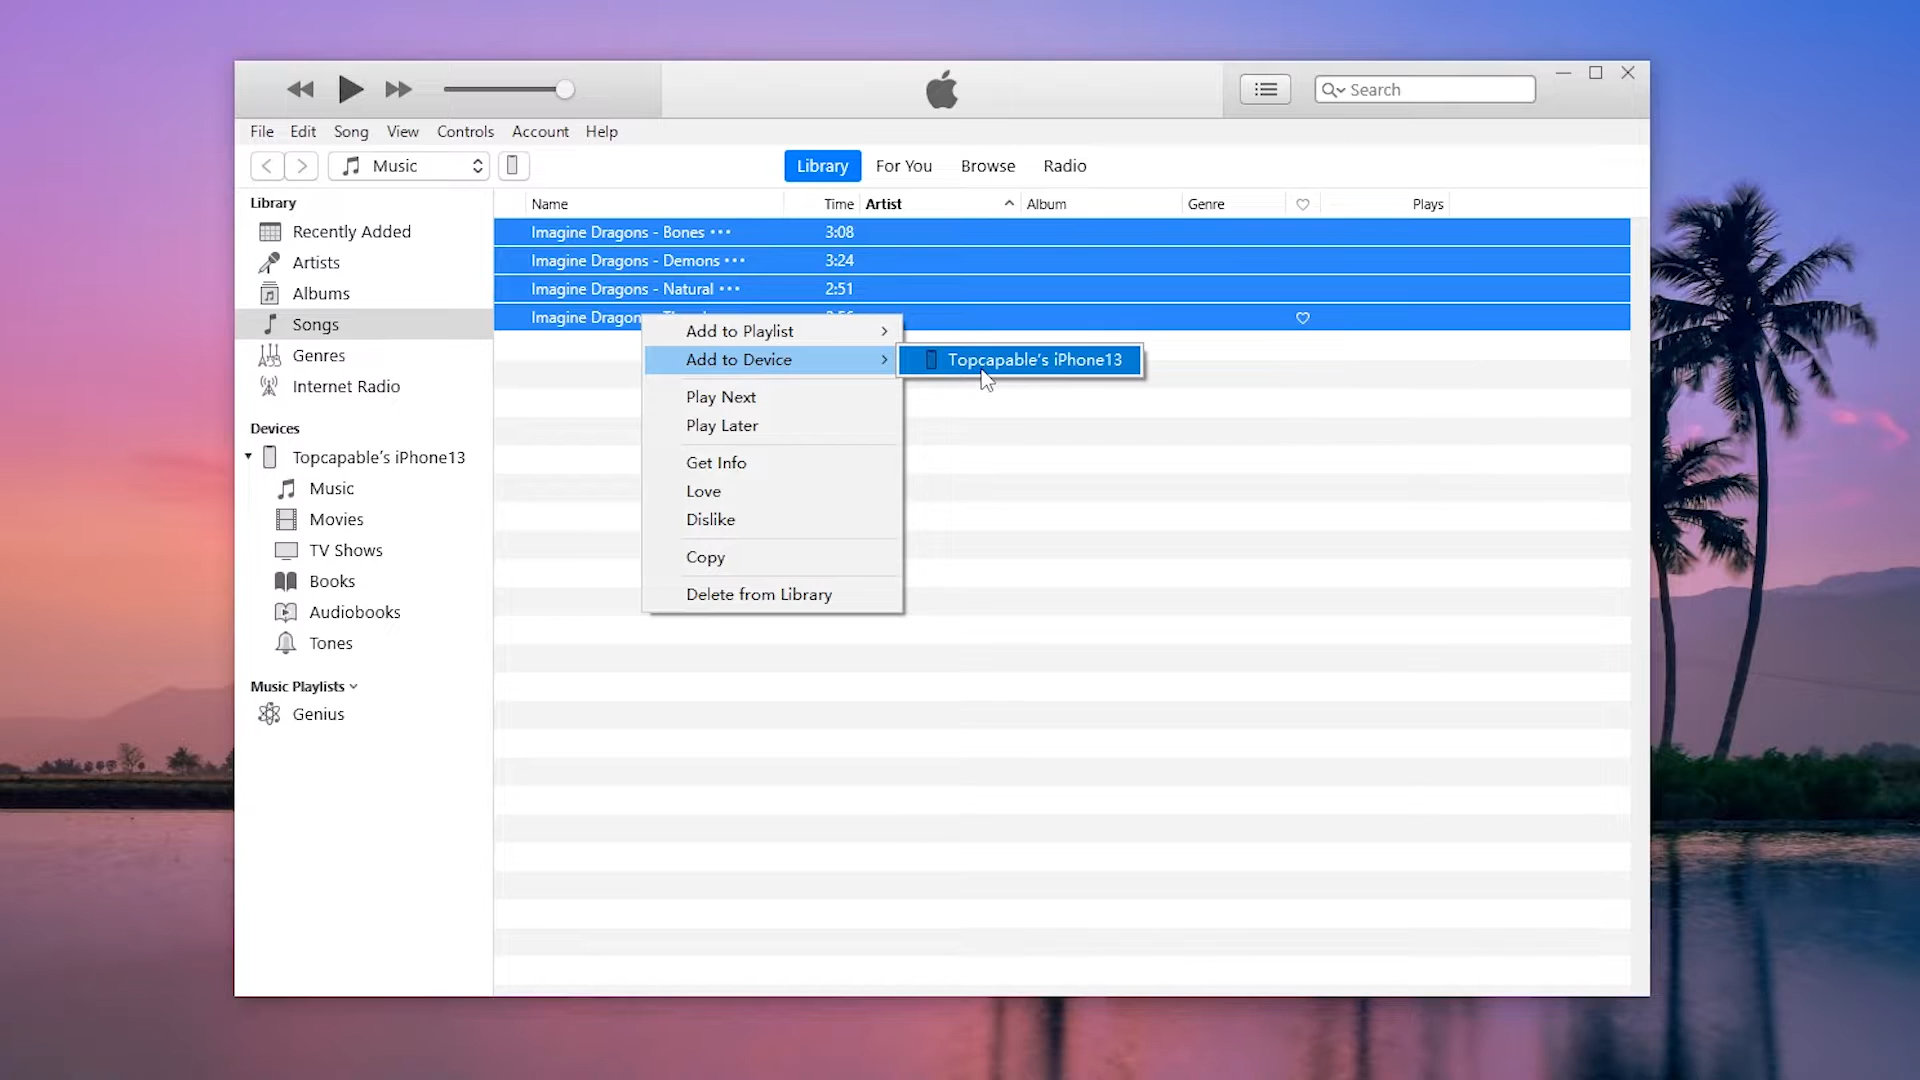 Search
File Edit Song View Controls Account Help
Music
Library For You Browse Radio
Library
Recently Added
Artists
Albums
Songs
Genres
Internet Radio
Devices
Topcapable's iPhone13
Music
Movies
TV Shows
Books
Audiobooks
Tones
Music Playlists
Genius
Name Time Artist Album Genre Plays
Imagine Dragons - Bones ••• 3:08
Imagine Dragons - Demons ••• 3:24
Imagine Dragons - Natural ••• 2:51
Imagine Dragon
Add to Playlist
Add to Device
Play Next
Play Later
Get Info
Love
Dislike
Copy
Delete from Library
Topcapable's iPhone13